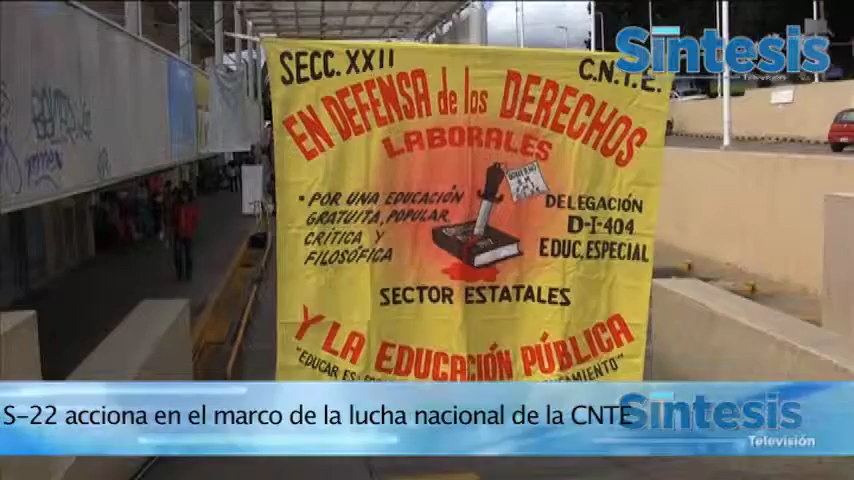 Síntesis
Televisión
SECC. XXII
C.N.T.E.
EN DEFENSA de los DERECHOS
LABORALES
• POR UNA EDUCACIÓN
GRATUITA, POPULAR,
CRÍTICA Y
FILOSÓFICA
DELEGACIÓN
D-I-404
EDUC. ESPECIAL
SECTOR ESTATALES
Y LA EDUCACIÓN PÚBLICA
"EDUCAR ES
S-22 acciona en el marco de la lucha nacional de la CNTE
Síntesis
Televisión